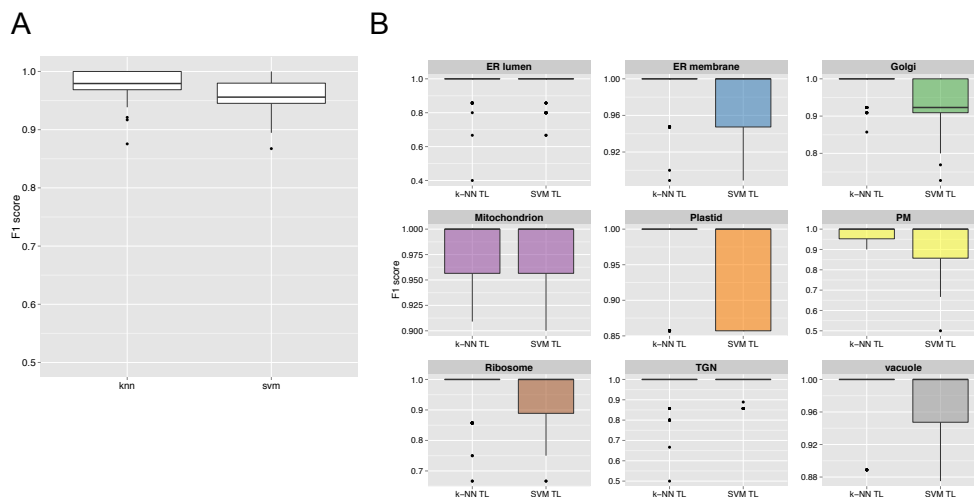 A
B
F1 score
1.0
0.9
0.8
0.7
0.6
0.5
knn
svm
F1 score
ER lumen
1.0
0.8
0.6
0.4
k−NN TL
SVM TL
ER membrane
1.00
0.96
0.92
k−NN TL
SVM TL
Golgi
1.0
0.9
0.8
k−NN TL
SVM TL
Mitochondrion
1.000
0.975
0.950
0.925
0.900
k−NN TL
SVM TL
Plastid
1.00
0.95
0.90
0.85
k−NN TL
SVM TL
PM
1.0
0.9
0.8
0.7
0.6
0.5
k−NN TL
SVM TL
Ribosome
1.0
0.9
0.8
0.7
k−NN TL
SVM TL
TGN
1.0
0.9
0.8
0.7
0.6
0.5
k−NN TL
SVM TL
vacuole
1.00
0.96
0.92
0.88
k−NN TL
SVM TL